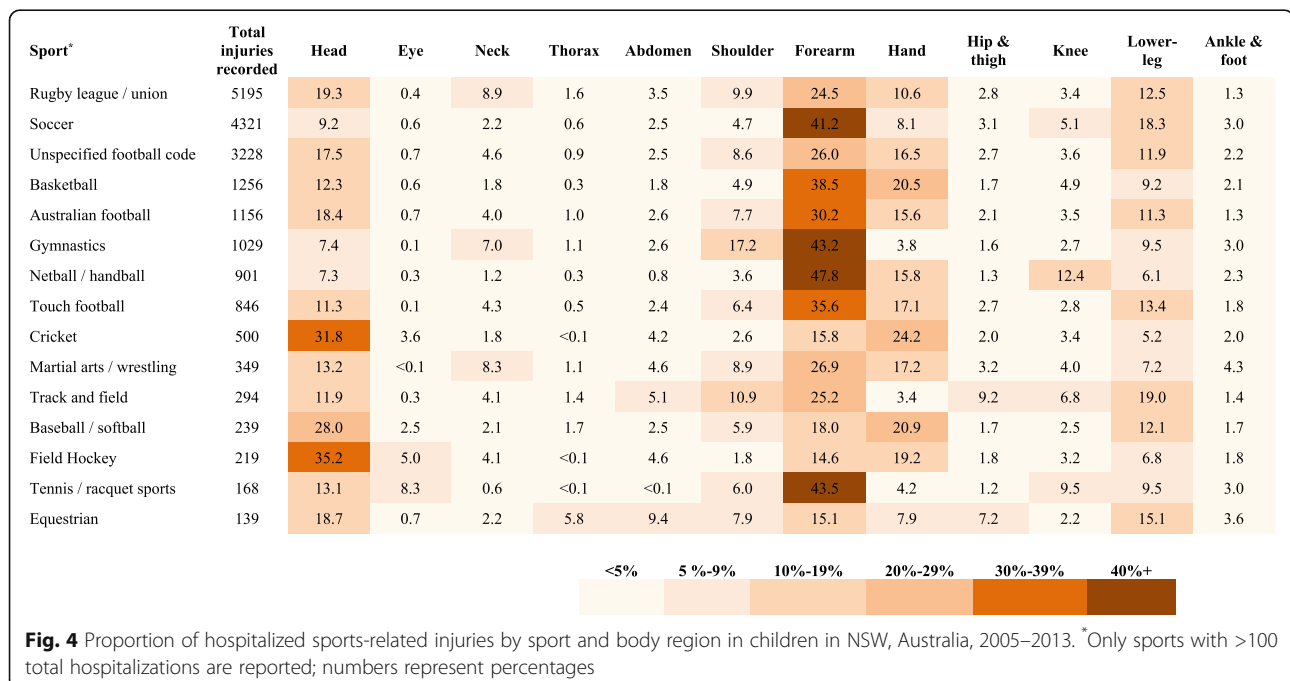 Sport* Total injuries recorded Head Eye Neck Thorax Abdomen Shoulder Forearm Hand Hip & thigh Knee Lower-leg Ankle & foot
Rugby league / union 5195 19.3 0.4 8.9 1.6 3.5 9.9 24.5 10.6 2.8 3.4 12.5 1.3
Soccer 4321 9.2 0.6 2.2 0.6 2.5 4.7 41.2 8.1 3.1 5.1 18.3 3.0
Unspecified football code 3228 17.5 0.7 4.6 0.9 2.5 8.6 26.0 16.5 2.7 3.6 11.9 2.2
Basketball 1256 12.3 0.6 1.8 0.3 1.8 4.9 38.5 20.5 1.7 4.9 9.2 2.1
Australian football 1156 18.4 0.7 4.0 1.0 2.6 7.7 30.2 15.6 2.1 3.5 11.3 1.3
Gymnastics 1029 7.4 0.1 7.0 1.1 2.6 17.2 43.2 3.8 1.6 2.7 9.5 3.0
Netball / handball 901 7.3 0.3 1.2 0.3 0.8 3.6 47.8 15.8 1.3 12.4 6.1 2.3
Touch football 846 11.3 0.1 4.3 0.5 2.4 6.4 35.6 17.1 2.7 2.8 13.4 1.8
Cricket 500 31.8 3.6 1.8 <0.1 4.2 2.6 15.8 24.2 2.0 3.4 5.2 2.0
Martial arts / wrestling 349 13.2 <0.1 8.3 1.1 4.6 8.9 26.9 17.2 3.2 4.0 7.2 4.3
Track and field 294 11.9 0.3 4.1 1.4 5.1 10.9 25.2 3.4 9.2 6.8 19.0 1.4
Baseball / softball 239 28.0 2.5 2.1 1.7 2.5 5.9 18.0 20.9 1.7 2.5 12.1 1.7
Field Hockey 219 35.2 5.0 4.1 <0.1 4.6 1.8 14.6 19.2 1.8 3.2 6.8 1.8
Tennis / racquet sports 168 13.1 8.3 0.6 <0.1 <0.1 6.0 43.5 4.2 1.2 9.5 9.5 3.0
Equestrian 139 18.7 0.7 2.2 5.8 9.4 7.9 15.1 7.9 7.2 2.2 15.1 3.6
<5% 5 %-9% 10%-19% 20%-29% 30%-39% 40%+
Fig. 4 Proportion of hospitalized sports-related injuries by sport and body region in children in NSW, Australia, 2005–2013. *Only sports with >100
total hospitalizations are reported; numbers represent percentages